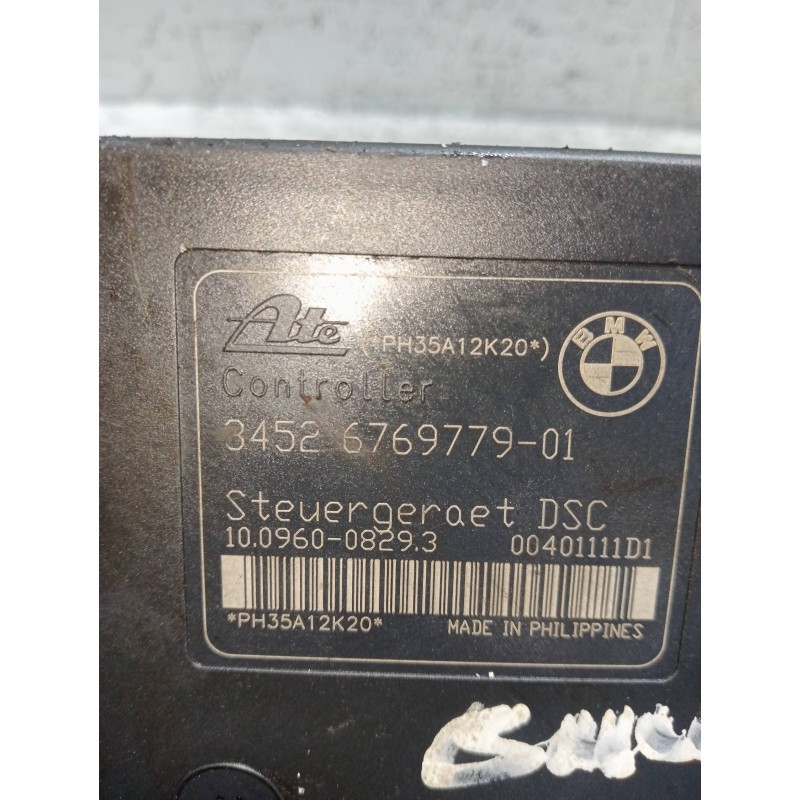 Ate (*PH35A12K20*) BMW
Controller
3452 6769779-01
Steuergeraet DSC
10.0960-0829.3 00401111D1
*PH35A12K20* MADE IN PHILIPPINES